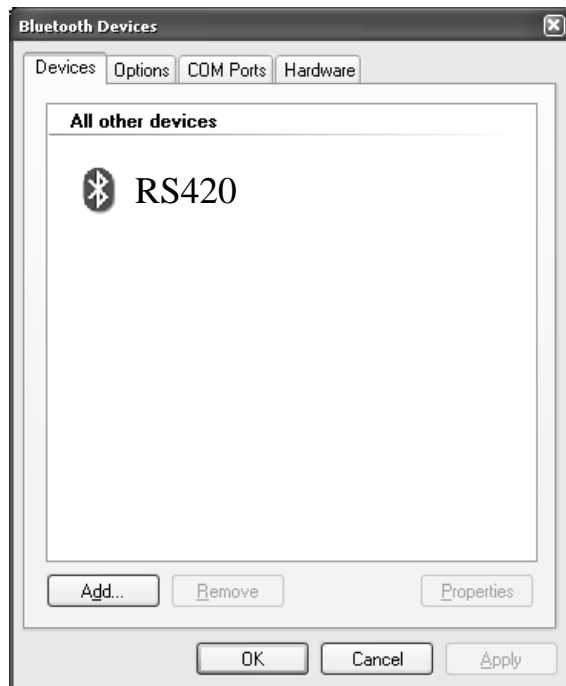 Bluetooth Devices
Devices Options COM Ports Hardware
All other devices
RS420
Add... Remove Properties
OK Cancel Apply